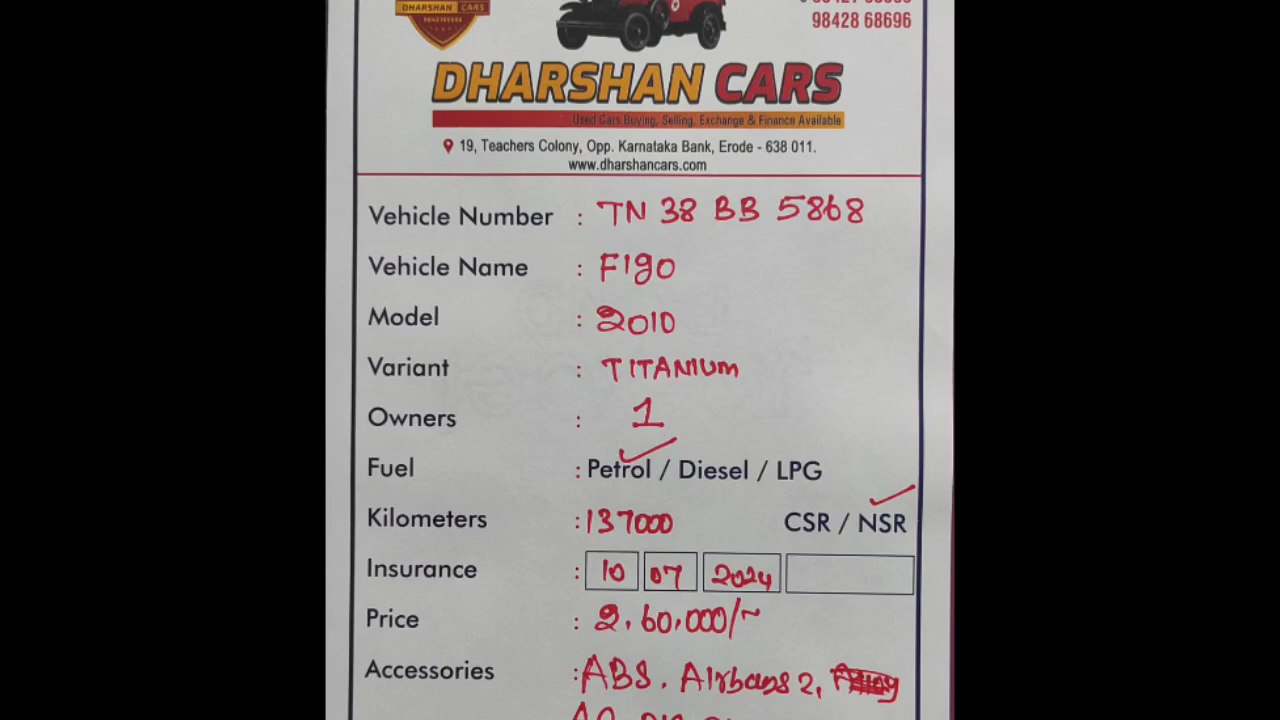 DHARSHAN CARS
98428 68696
DHARSHAN CARS
Used Cars Buying, Selling, Exchange & Finance Available
19, Teachers Colony, Opp. Karnataka Bank, Erode - 638 011.
www.dharshancars.com
Vehicle Number : TN 38 BB 5868
Vehicle Name : Figo
Model : 2010
Variant : TITANIUM
Owners : 1
Fuel : Petrol / Diesel / LPG
Kilometers : 137000 CSR / NSR
Insurance : 10 07 2024
Price : 2,60,000/~
Accessories : ABS, Airbags 2,